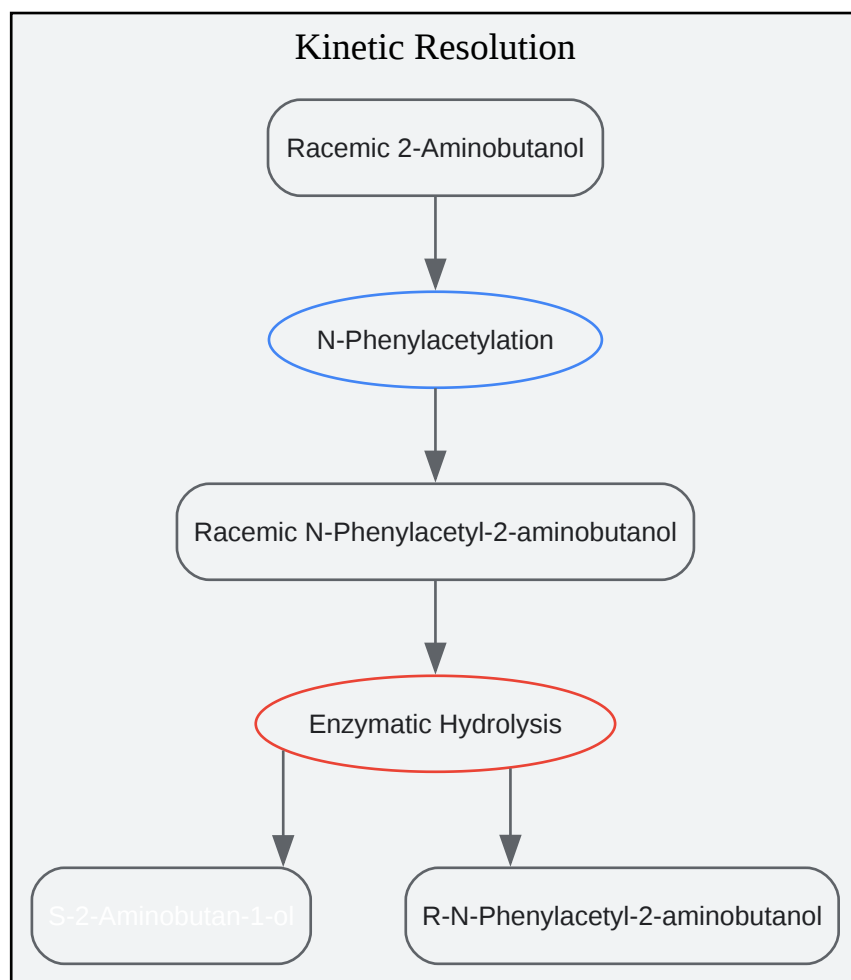 Kinetic Resolution
Racemic 2-Aminobutanol
N-Phenylacetylation
Racemic N-Phenylacetyl-2-aminobutanol
Enzymatic Hydrolysis
S-2-Aminobutan-1-ol
R-N-Phenylacetyl-2-aminobutanol